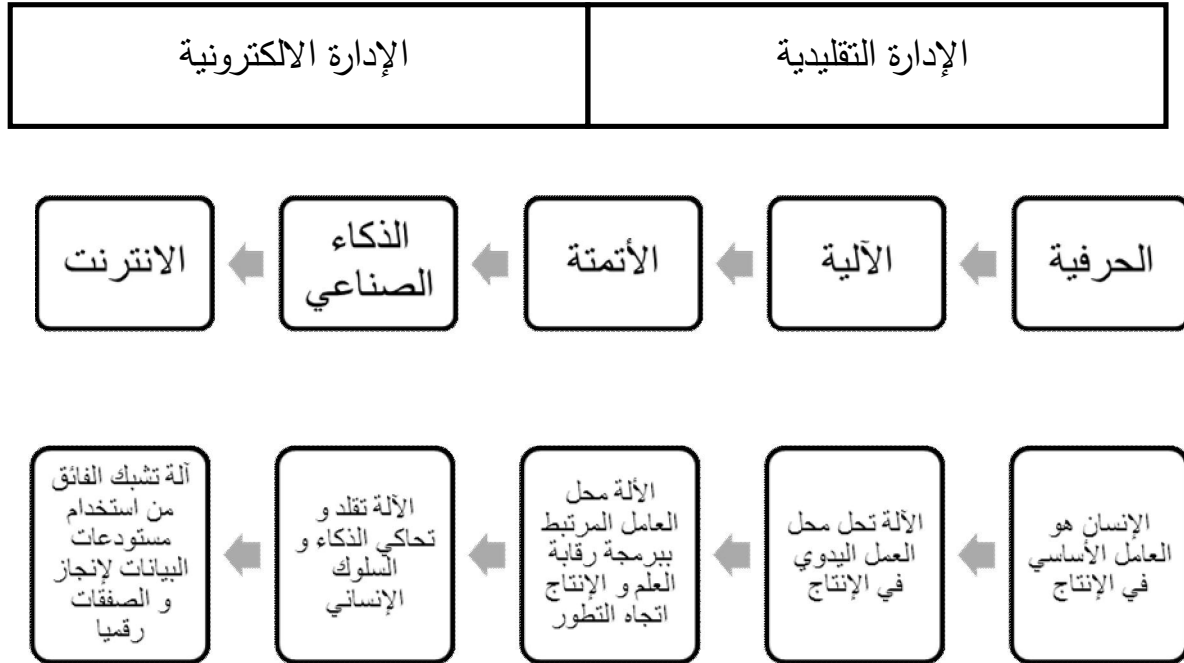 الإدارة التقليدية
الإدارة الالكترونية
الحرفية
الآلية
الأتمتة
الذكاء
الصناعي
الانترنت
الإنسان هو
العامل الأساسي
في الإنتاج
الآلة تحل محل
العمل اليدوي
في الإنتاج
الألة محل
العامل المرتبط
ببرمجة رقابة
العلم و الإنتاج
اتجاه التطور
الآلة تقلد و
تحاكي الذكاء و
السلوك
الإنساني
آلة تشبك الفائق
من استخدام
مستودعات
البيانات لإنجاز
و الصفقات
رقميا